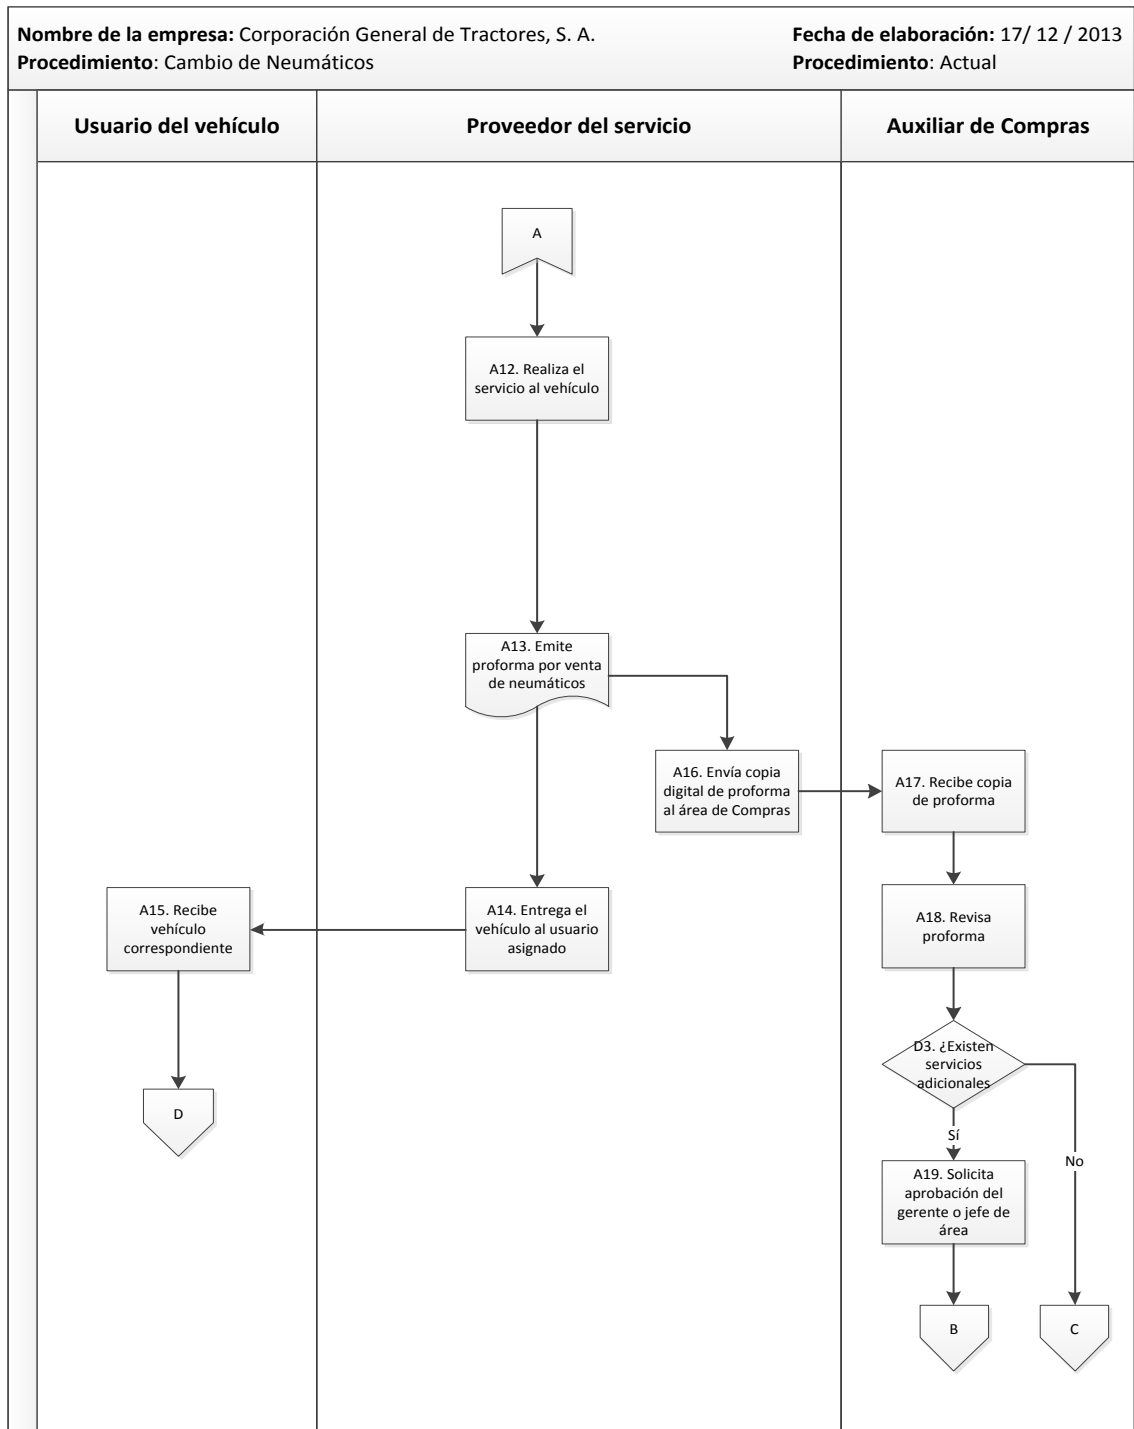 Nombre de la empresa: Corporación General de Tractores, S. A.
Fecha de elaboración: 17/ 12 / 2013
Procedimiento: Cambio de Neumáticos
Procedimiento: Actual
Usuario del vehículo
Proveedor del servicio
Auxiliar de Compras
A
A12. Realiza el
servicio al vehículo
A13. Emite
proforma por venta
de neumáticos
A16. Envía copia
digital de proforma
al área de Compras
A17. Recibe copia
de proforma
A15. Recibe
vehículo
correspondiente
A14. Entrega el
vehículo al usuario
asignado
A18. Revisa
proforma
D3. ¿Existen
servicios
adicionales
D
Sí
No
A19. Solicita
aprobación del
gerente o jefe de
área
B
C